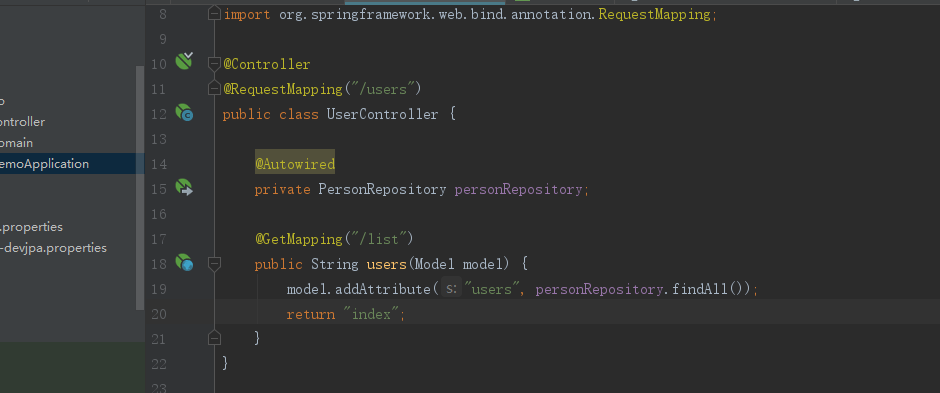 ontroller
omain
emoApplication
.properties
-devjpa.properties
8 import org.springframework.web.bind.annotation.RequestMapping;
9
10 @Controller
11 @RequestMapping("/users")
12 public class UserController {
13
14 @Autowired
15 private PersonRepository personRepository;
16
17 @GetMapping("/list")
18 public String users(Model model) {
19 model.addAttribute( s: "users", personRepository.findAll());
20 return "index";
21 }
22 }
23